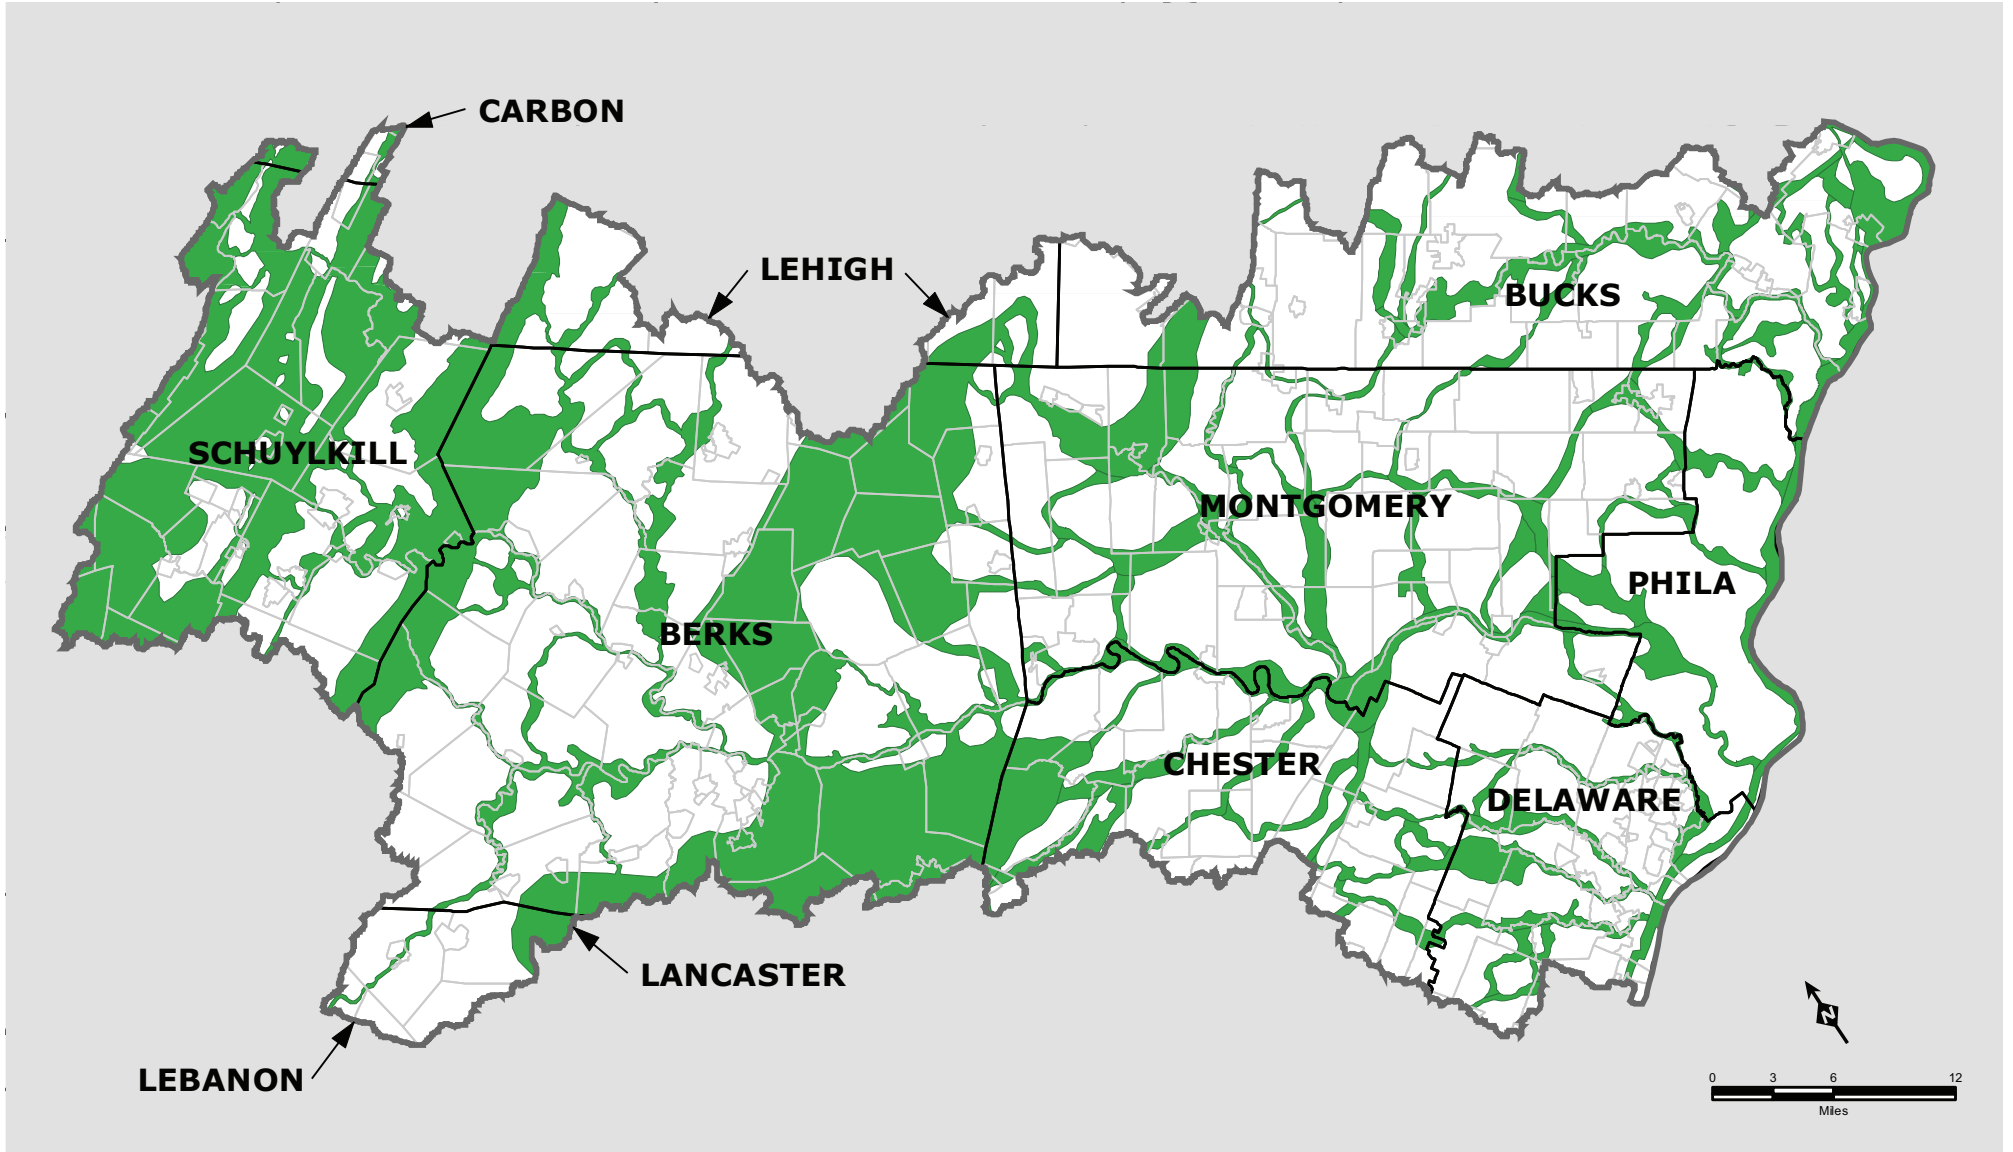 CARBON
LEHIGH
BUCKS
SCHUYLKILL
MONTGOMERY
PHILA
BERKS
CHESTER
DELAWARE
LANCASTER
LEBANON
N
0 3 6 12
Miles